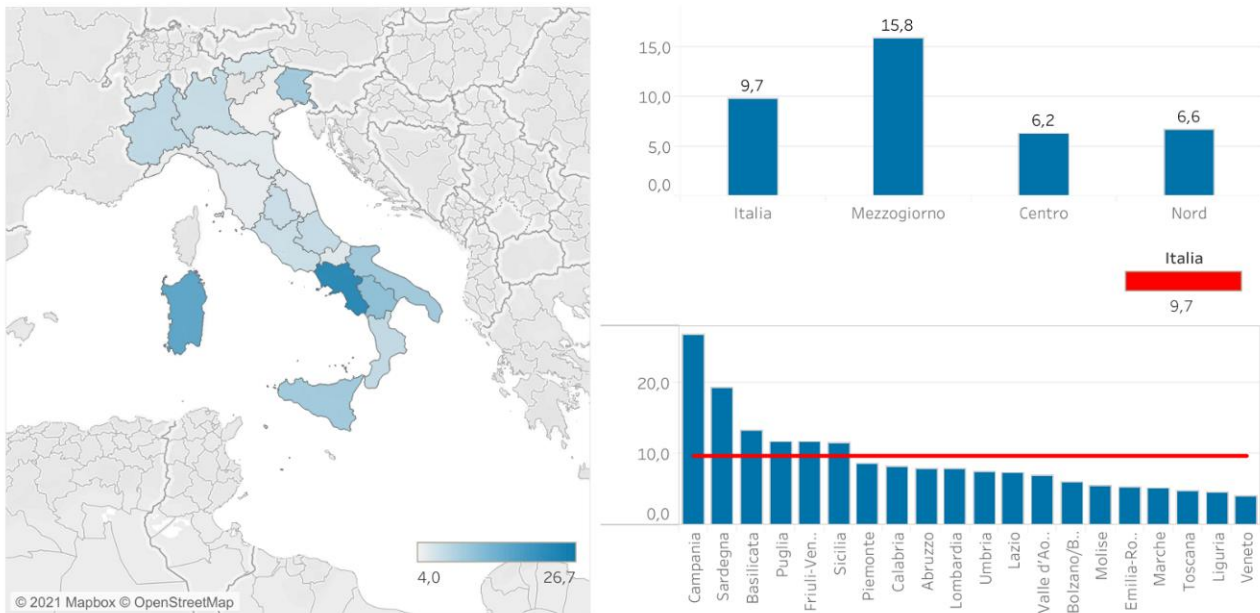 4,0
26,7
© 2021 Mapbox © OpenStreetMap
15,0
10,0
5,0
0,0
9,7
15,8
6,2
6,6
Italia
Mezzogiorno
Centro
Nord
Italia
9,7
20,0
10,0
0,0
Campania
Sardegna
Basilicata
Puglia
Friuli-Ven..
Sicilia
Piemonte
Calabria
Abruzzo
Lombardia
Umbria
Lazio
Valle d'Ao..
Bolzano/B..
Molise
Emilia-Ro..
Marche
Toscana
Liguria
Veneto